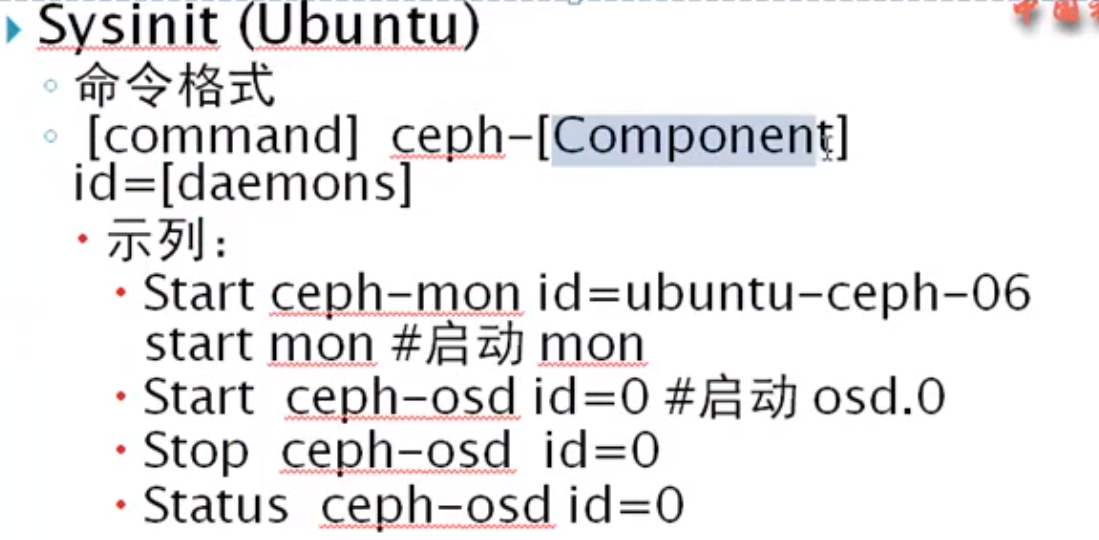 Sysinit (Ubuntu)
命令格式
[command] ceph-[Component]
id=[daemons]
示列：
Start ceph-mon id=ubuntu-ceph-06
start mon #启动 mon
Start ceph-osd id=0 #启动 osd.0
Stop ceph-osd id=0
Status ceph-osd id=0
中国